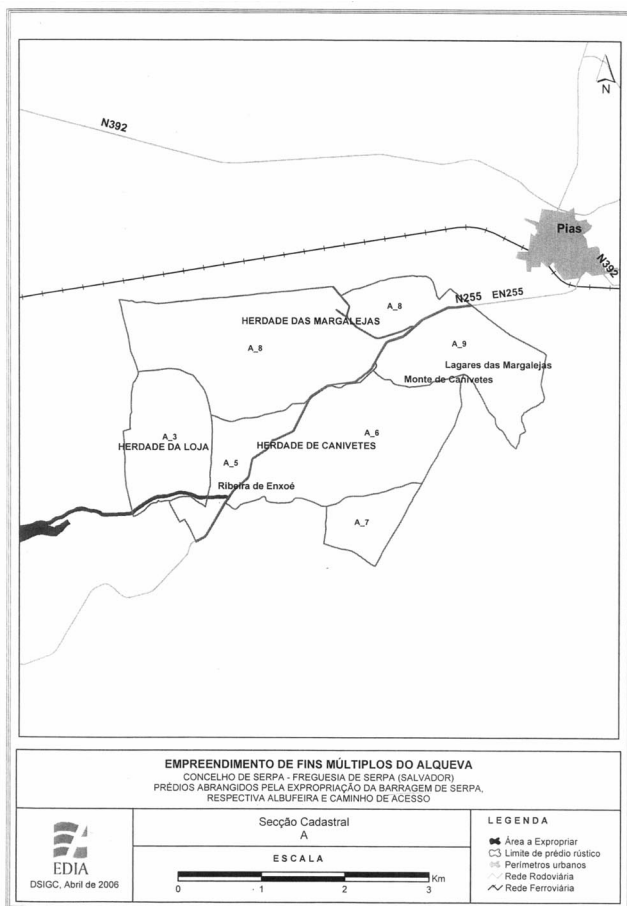 N
N392
Pias
N392
N255 EN255
A_8
HERDADE DAS MARGALEJAS
A_8
A_9
Lagares das Margalejas
Monte de Canivetes
A_3
HERDADE DA LOJA
A_6
HERDADE DE CANIVETES
A_5
Ribeira de Enxoé
A_7
EMPREENDIMENTO DE FINS MÚLTIPLOS DO ALQUEVA
CONCELHO DE SERPA - FREGUESIA DE SERPA (SALVADOR)
PRÉDIOS ABRANGIDOS PELA EXPROPRIAÇÃO DA BARRAGEM DE SERPA,
RESPECTIVA ALBUFEIRA E CAMINHO DE ACESSO
EDIA
DSIGC, Abril de 2006
Secção Cadastral
A
ESCALA
Km
0 1 2 3
LEGENDA
Área a Expropriar
Limite de prédio rústico
Perímetros urbanos
Rede Rodoviária
Rede Ferroviária